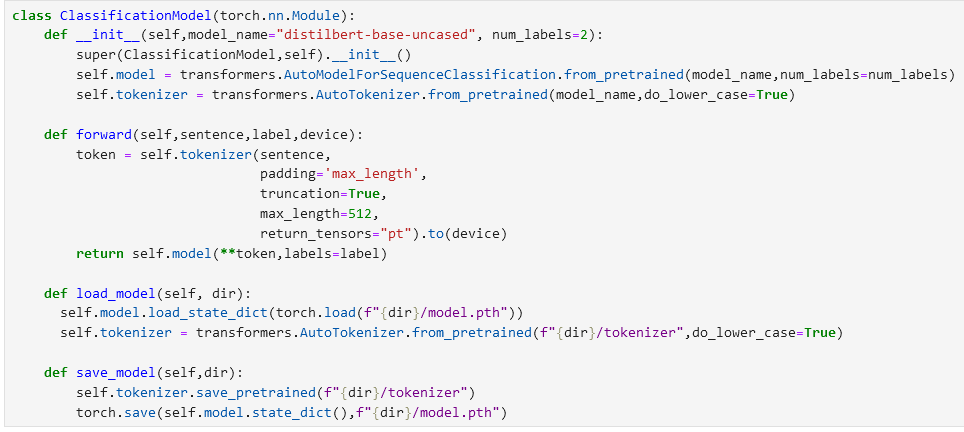 class ClassificationModel(torch.nn.Module):
    def __init__(self,model_name="distilbert-base-uncased", num_labels=2):
        super(ClassificationModel,self).__init__()
        self.model = transformers.AutoModelForSequenceClassification.from_pretrained(model_name,num_labels=num_labels)
        self.tokenizer = transformers.AutoTokenizer.from_pretrained(model_name,do_lower_case=True)

    def forward(self,sentence,label,device):
        token = self.tokenizer(sentence,
                               padding='max_length',
                               truncation=True,
                               max_length=512,
                               return_tensors="pt").to(device)
        return self.model(**token,labels=label)

    def load_model(self, dir):
      self.model.load_state_dict(torch.load(f"{dir}/model.pth"))
      self.tokenizer = transformers.AutoTokenizer.from_pretrained(f"{dir}/tokenizer",do_lower_case=True)

    def save_model(self,dir):
        self.tokenizer.save_pretrained(f"{dir}/tokenizer")
        torch.save(self.model.state_dict(),f"{dir}/model.pth")